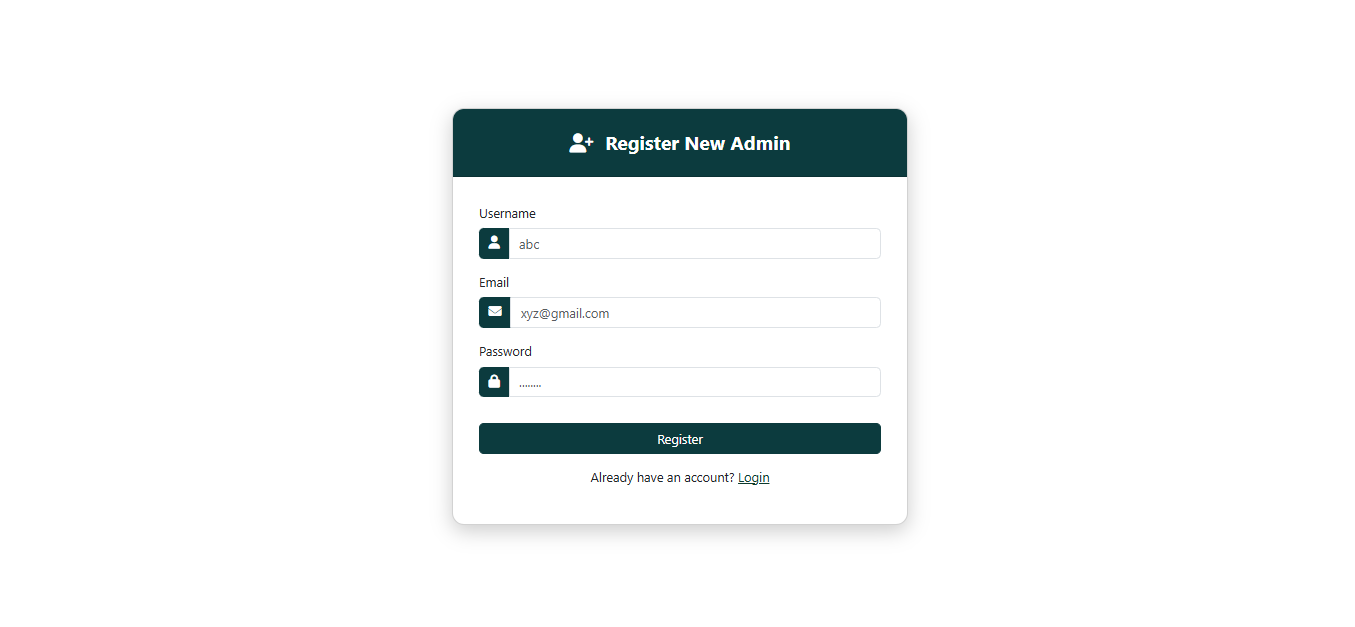 Register New Admin
Username
abc
Email
xyz@gmail.com
Password
........
Register
Already have an account? Login